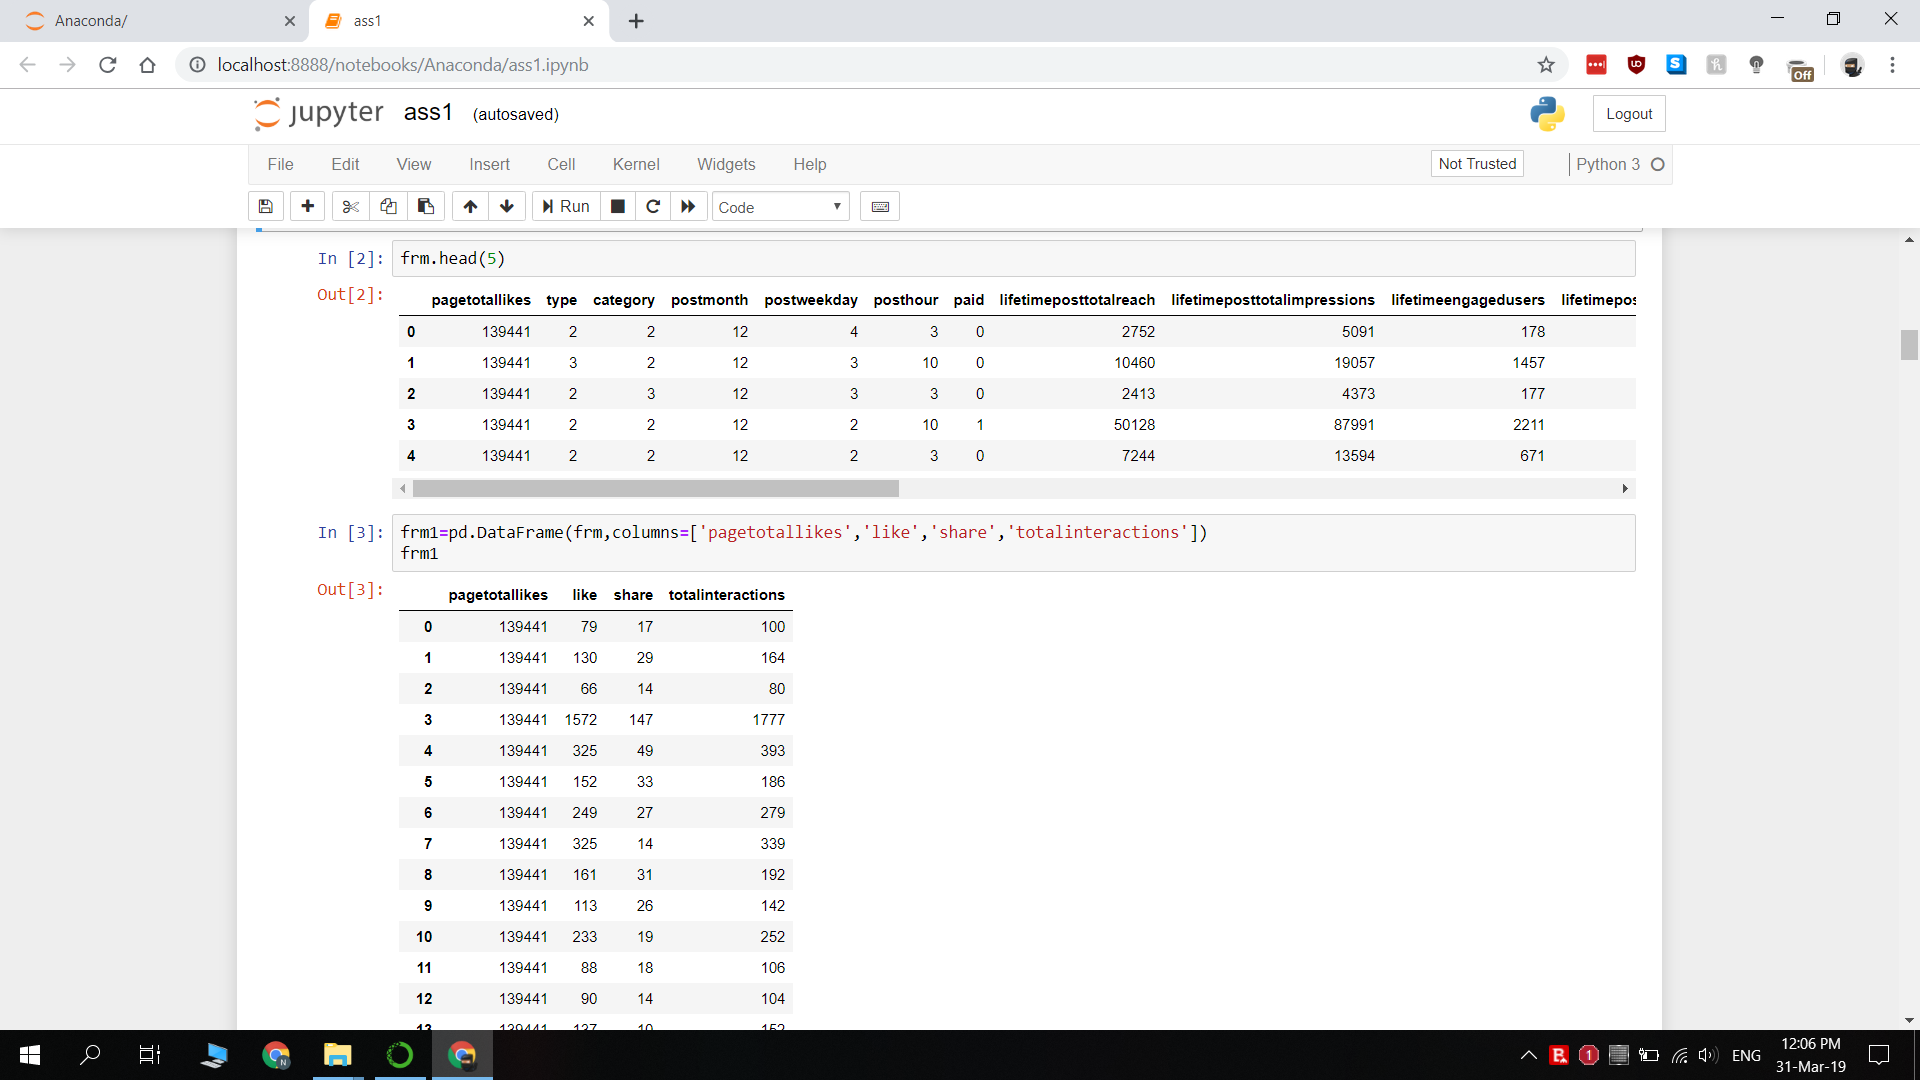 Anaconda/
ass1
localhost:8888/notebooks/Anaconda/ass1.ipynb
Off
jupyter ass1 (autosaved)
Logout
File Edit View Insert Cell Kernel Widgets Help
Not Trusted
Python 3
Run
Code
In [2]: frm.head(5)
Out[2]:
pagetotallikes type category postmonth postweekday posthour paid lifetimeposttotalreach lifetimeposttotalimpressions lifetimeengagedusers lifetimepos
0 139441 2 2 12 4 3 0 2752 5091 178
1 139441 3 2 12 3 10 0 10460 19057 1457
2 139441 2 3 12 3 3 0 2413 4373 177
3 139441 2 2 12 2 10 1 50128 87991 2211
4 139441 2 2 12 2 3 0 7244 13594 671
In [3]: frm1=pd.DataFrame(frm,columns=['pagetotallikes','like','share','totalinteractions'])
frm1
Out[3]:
pagetotallikes like share totalinteractions
0 139441 79 17 100
1 139441 130 29 164
2 139441 66 14 80
3 139441 1572 147 1777
4 139441 325 49 393
5 139441 152 33 186
6 139441 249 27 279
7 139441 325 14 339
8 139441 161 31 192
9 139441 113 26 142
10 139441 233 19 252
11 139441 88 18 106
12 139441 90 14 104
13 139441 137 10 152
ENG
12:06 PM
31-Mar-19